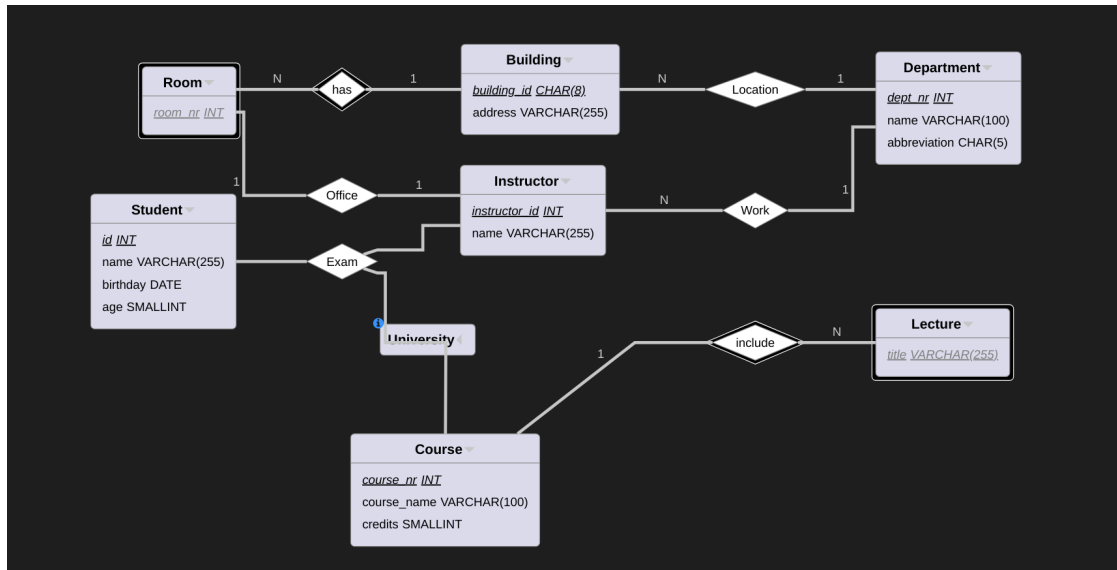 Room
room_nr INT
N
has
1
Building
building_id CHAR(8)
address VARCHAR(255)
N
Location
1
Department
dept_nr INT
name VARCHAR(100)
abbreviation CHAR(5)
1
Office
1
Instructor
instructor_id INT
name VARCHAR(255)
N
Work
1
Student
id INT
name VARCHAR(255)
birthday DATE
age SMALLINT
Exam
University
1
include
N
Lecture
title VARCHAR(255)
Course
course_nr INT
course_name VARCHAR(100)
credits SMALLINT